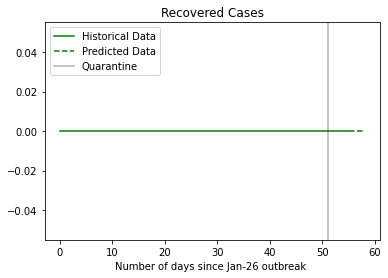 Recovered Cases
Historical Data
Predicted Data
Quarantine
0.04
0.02
0.00
−0.02
−0.04
0 10 20 30 40 50 60
Number of days since Jan-26 outbreak